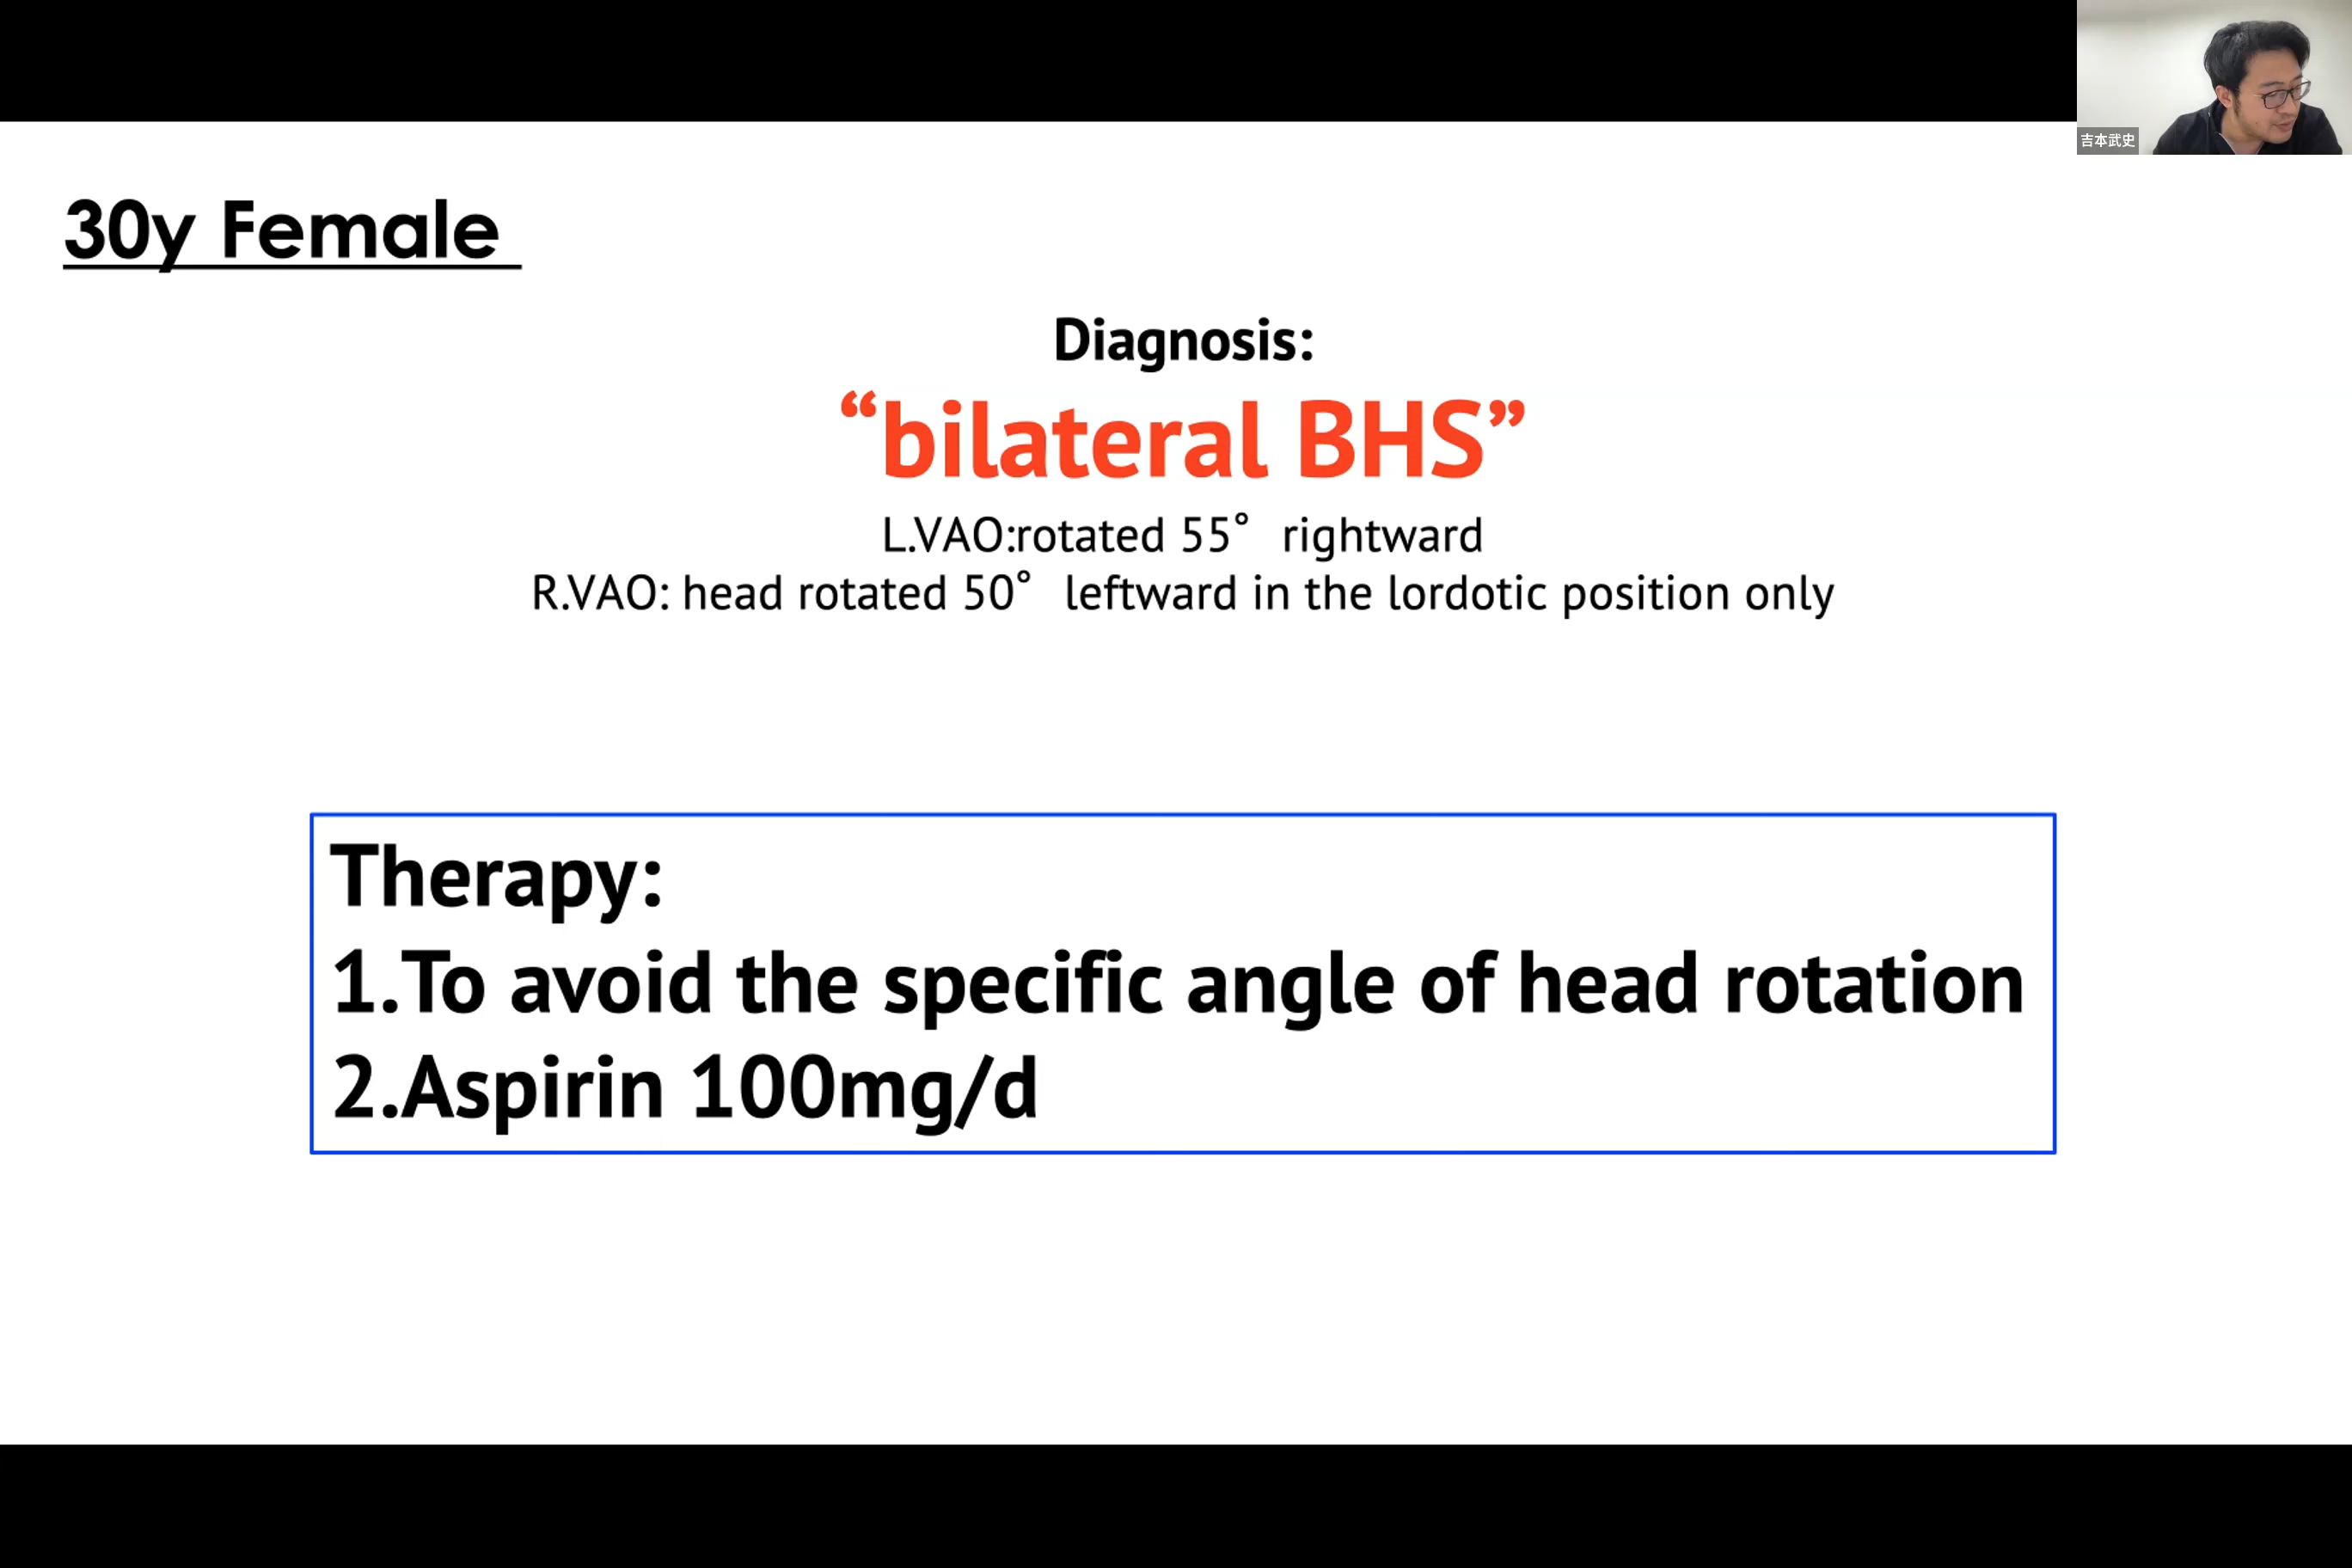 吉本武史
30y Female
Diagnosis:
“bilateral BHS”
L.VAO:rotated 55° rightward
R.VAO: head rotated 50° leftward in the lordotic position only
Therapy:
1.To avoid the specific angle of head rotation
2.Aspirin 100mg/d